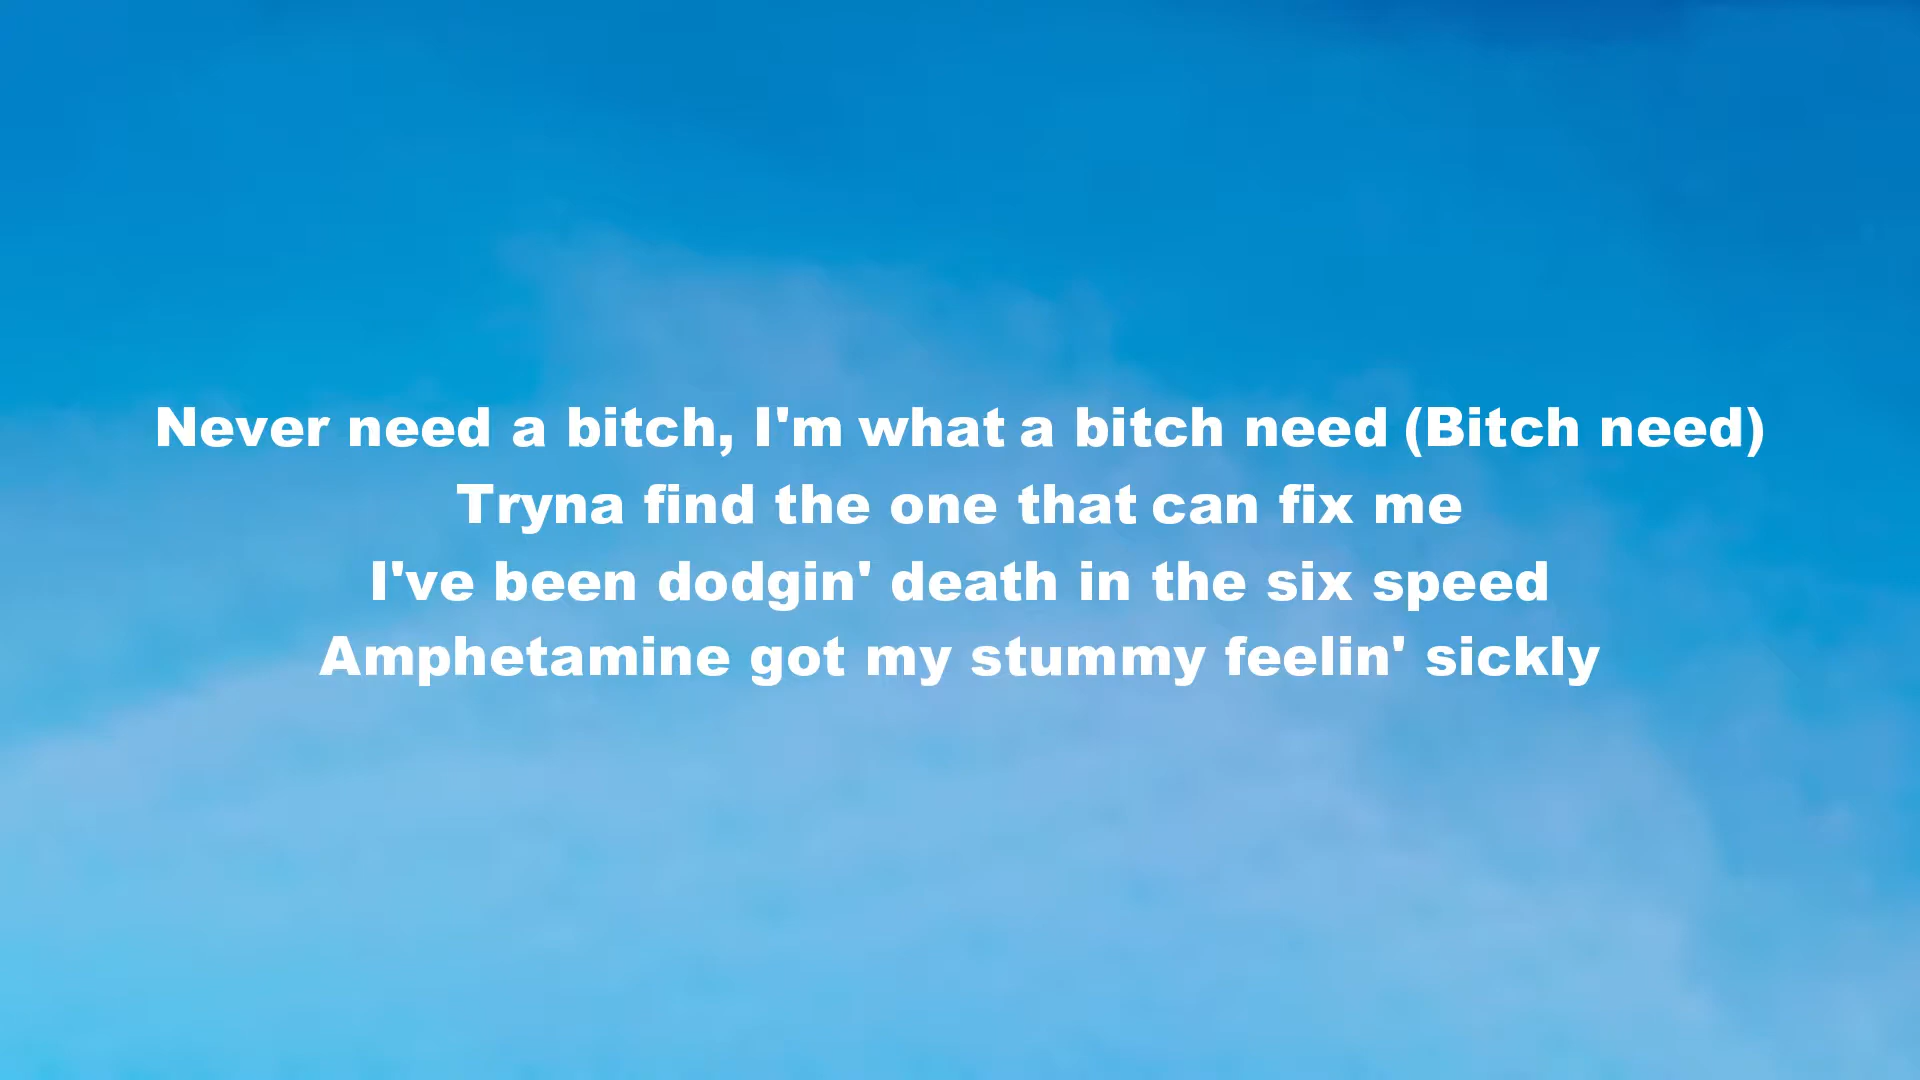 Never need a bitch, I'm what a bitch need (Bitch need)
Tryna find the one that can fix me
I've been dodgin' death in the six speed
Amphetamine got my stummy feelin' sickly